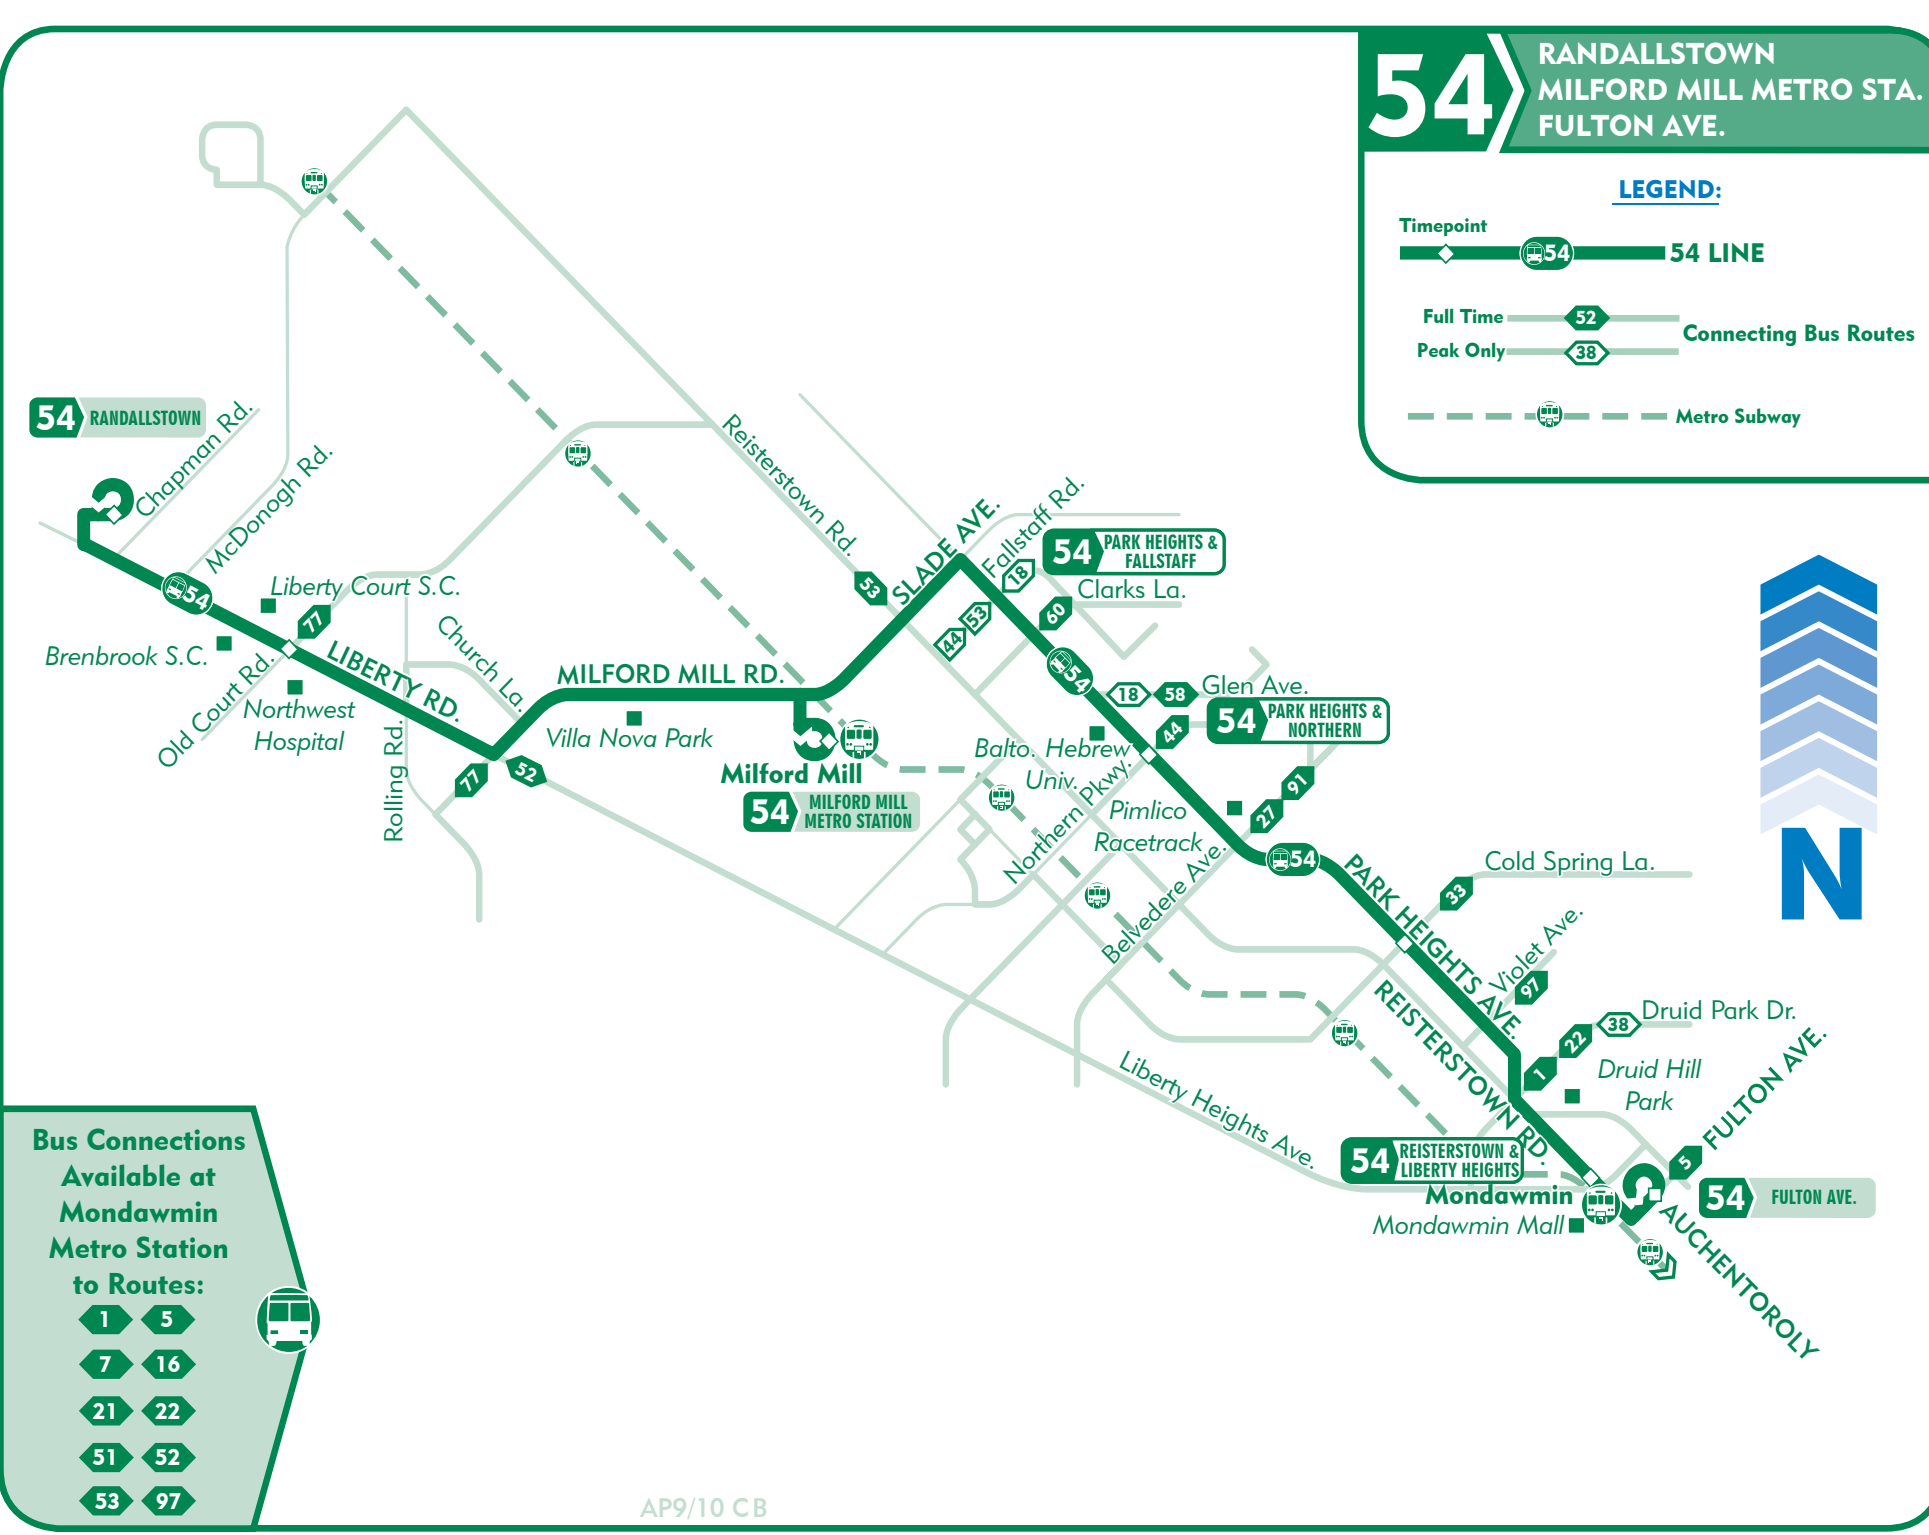 54
RANDALLSTOWN
MILFORD MILL METRO STA.
FULTON AVE.
LEGEND:
Timepoint
54
54 LINE
Full Time
52
Peak Only
38
Connecting Bus Routes
Metro Subway
54 RANDALLSTOWN
Chapman Rd.
McDonogh Rd.
54
Liberty Court S.C.
77
Brenbrook S.C.
Old Court Rd.
Northwest
Hospital
LIBERTY RD.
Rolling Rd.
Church La.
77
52
MILFORD MILL RD.
Villa Nova Park
Milford Mill
54 MILFORD MILL
METRO STATION
Reisterstown Rd.
53
SLADE AVE.
Fallstaff Rd.
18
54 PARK HEIGHTS &
FALLSTAFF
Clarks La.
60
53
44
54
18
58
Glen Ave.
54 PARK HEIGHTS &
NORTHERN
44
Balto. Hebrew
Univ.
Northern Pkwy.
Pimlico
Racetrack
91
27
Belvedere Ave.
54
PARK HEIGHTS AVE.
Cold Spring La.
33
Violet Ave.
97
REISTERSTOWN RD.
Druid Park Dr.
38
22
1
Druid Hill
Park
FULTON AVE.
5
Liberty Heights Ave.
54 REISTERSTOWN &
LIBERTY HEIGHTS
Mondawmin
Mondawmin Mall
54 FULTON AVE.
AUCHENTOROLY
N
Bus Connections
Available at
Mondawmin
Metro Station
to Routes:
1 5
7 16
21 22
51 52
53 97
AP9/10 CB